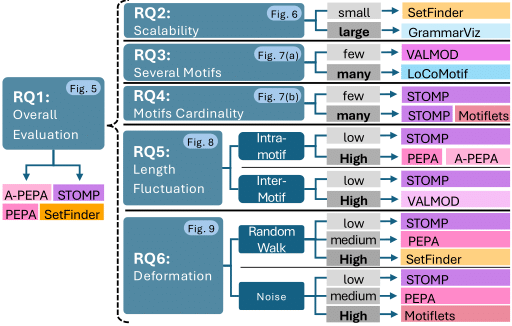 RQ1:
Fig. 5
Overall
Evaluation
A-PEPA
STOMP
PEPA
SetFinder
RQ2:
Fig. 6
Scalability
small
SetFinder
large
GrammarViz
RQ3:
Fig. 7(a)
Several Motifs
few
VALMOD
many
LoCoMotif
RQ4:
Fig. 7(b)
Motifs Cardinality
few
STOMP
many
STOMP
Motiflets
RQ5:
Fig. 8
Length
Fluctuation
Intra-
motif
low
STOMP
High
PEPA
A-PEPA
Inter-
Motif
low
STOMP
High
VALMOD
RQ6:
Fig. 9
Deformation
Random
Walk
low
STOMP
medium
PEPA
High
SetFinder
Noise
low
STOMP
medium
PEPA
High
Motiflets